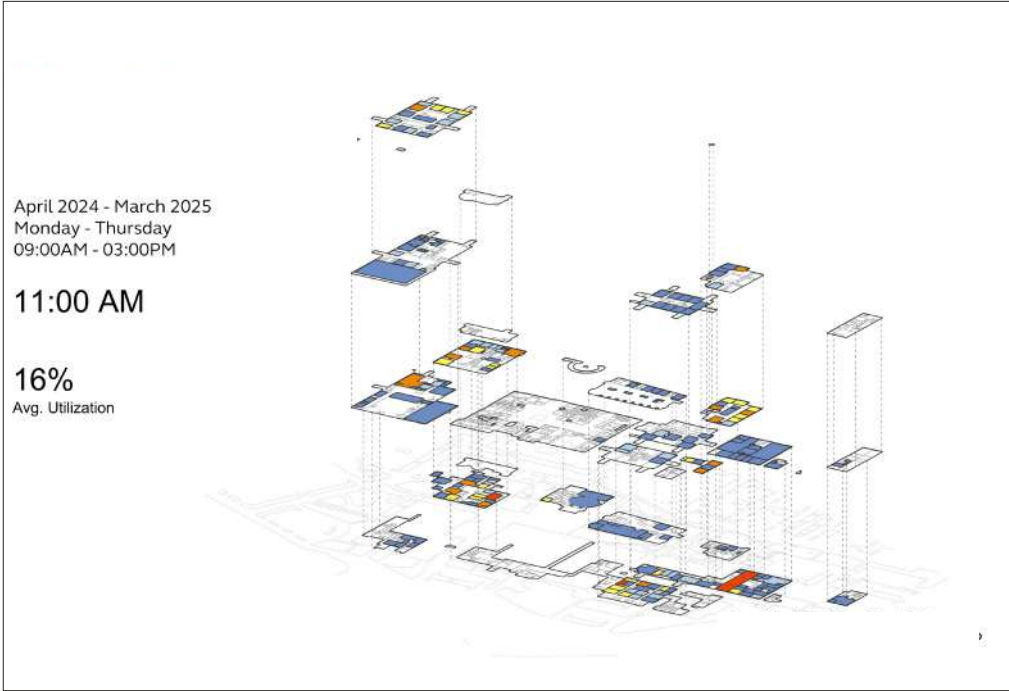 April 2024 - March 2025
Monday - Thursday
09:00AM - 03:00PM
11:00 AM
16%
Avg. Utilization